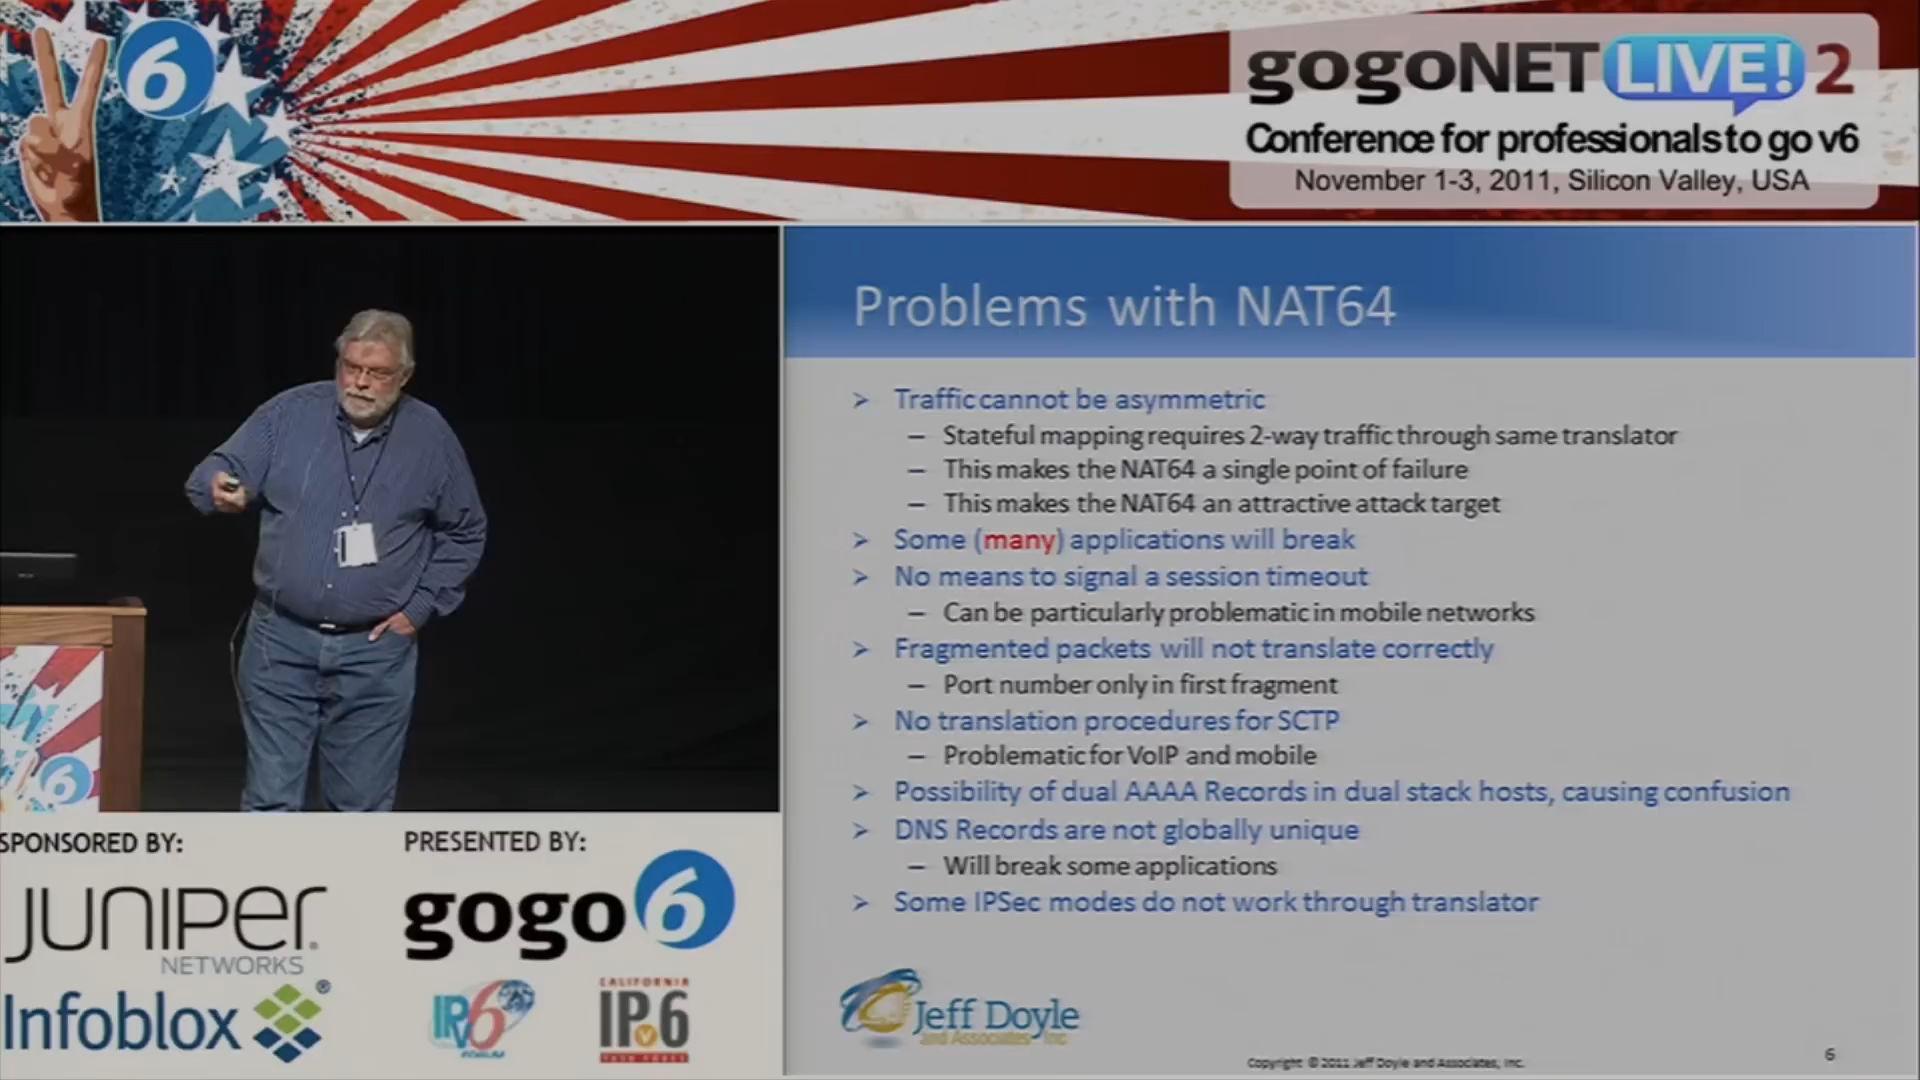 6
gogoNET LIVE! 2
Conference for professionals to go v6
November 1-3, 2011, Silicon Valley, USA
Problems with NAT64
Traffic cannot be asymmetric
– Stateful mapping requires 2-way traffic through same translator
– This makes the NAT64 a single point of failure
– This makes the NAT64 an attractive attack target
Some (many) applications will break
No means to signal a session timeout
– Can be particularly problematic in mobile networks
Fragmented packets will not translate correctly
– Port number only in first fragment
No translation procedures for SCTP
– Problematic for VoIP and mobile
Possibility of dual AAAA Records in dual stack hosts, causing confusion
DNS Records are not globally unique
– Will break some applications
Some IPSec modes do not work through translator
Jeff Doyle
and Associates, Inc
Copyright © 2011 Jeff Doyle and Associates, Inc.
6
6
SPONSORED BY:
JUNIPER
NETWORKS
Infoblox ®
PRESENTED BY:
gogo6
IPv6
FORUM
CALIFORNIA
IPv6
TASK FORCE